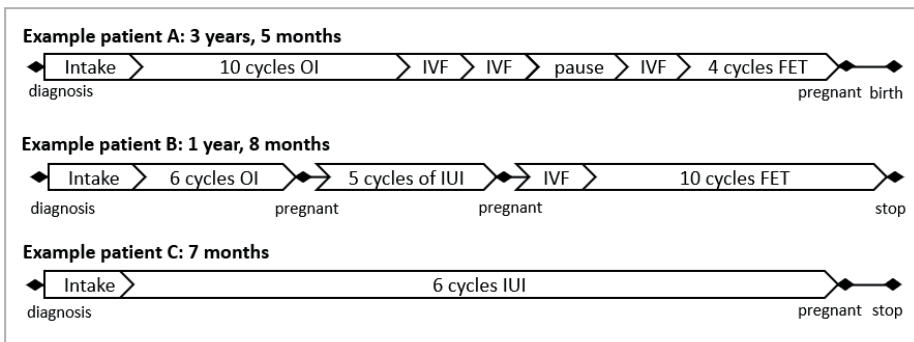 Example patient A: 3 years, 5 months
Intake 10 cycles OI IVF IVF pause IVF 4 cycles FET
diagnosis pregnant birth
Example patient B: 1 year, 8 months
Intake 6 cycles OI 5 cycles of IUI IVF 10 cycles FET
diagnosis pregnant pregnant stop
Example patient C: 7 months
Intake 6 cycles IUI
diagnosis pregnant stop